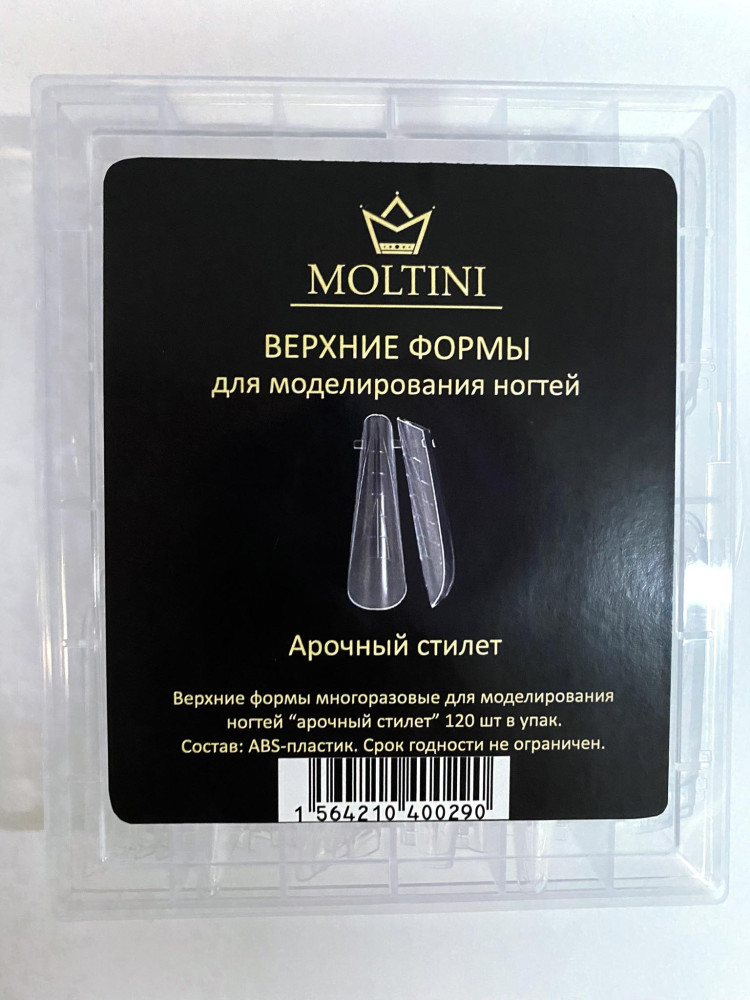 MOLTINI
ВЕРХНИЕ ФОРМЫ
для моделирования ногтей
Арочный стилет
Верхние формы многоразовые для моделирования
ногтей “арочный стилет” 120 шт в упак.
Состав: ABS-пластик. Срок годности не ограничен.
1 564210 400290